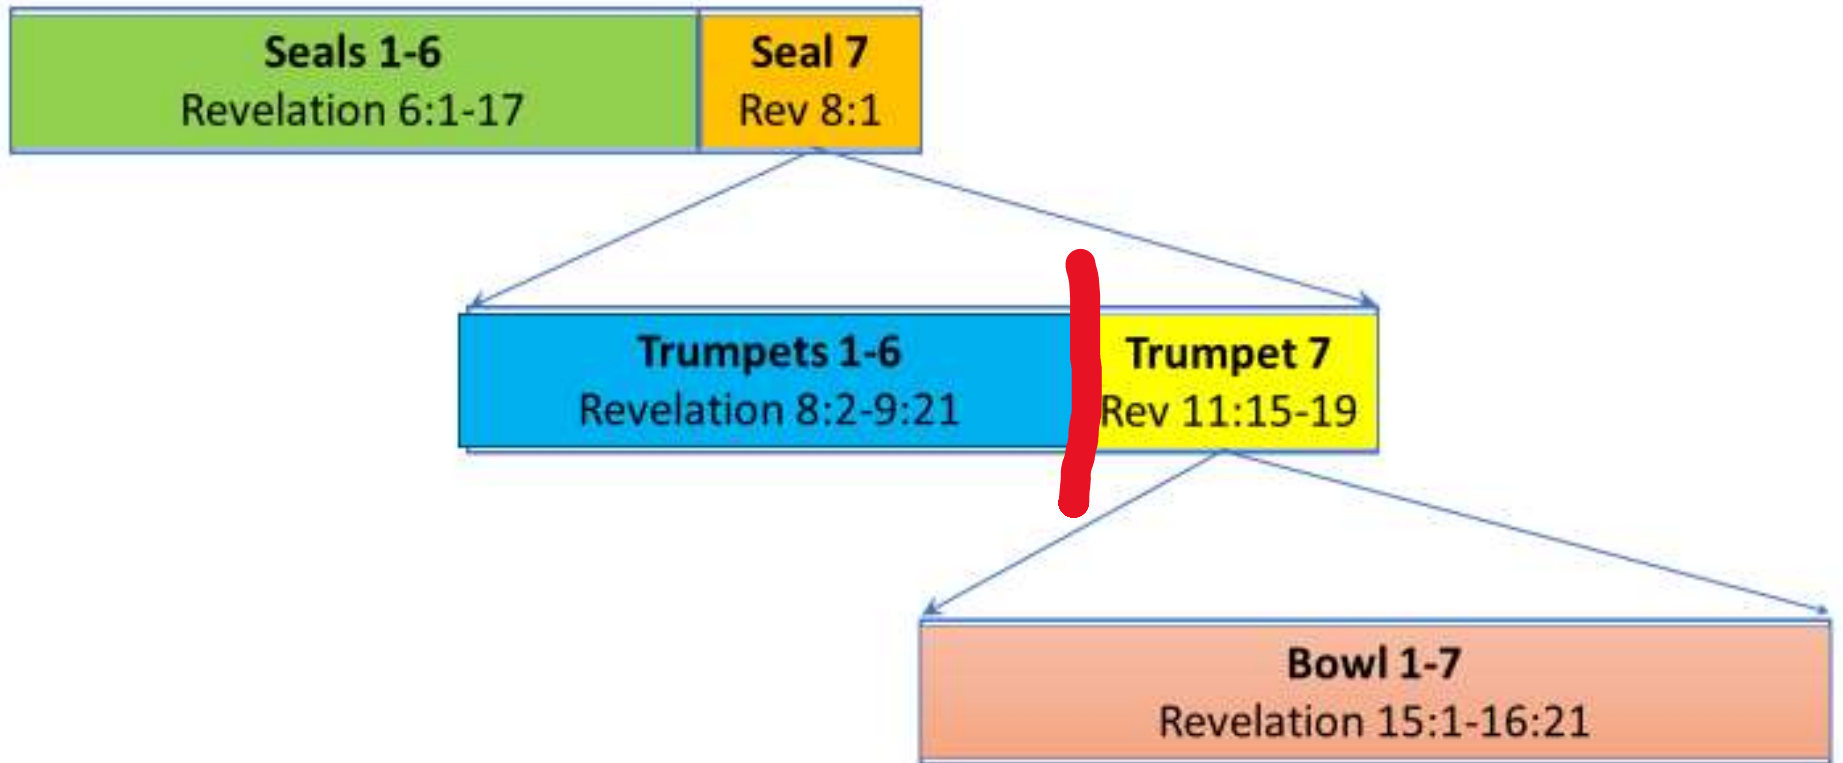 Seals 1-6
Revelation 6:1-17
Seal 7
Rev 8:1
Trumpets 1-6
Revelation 8:2-9:21
Trumpet 7
Rev 11:15-19
Bowl 1-7
Revelation 15:1-16:21